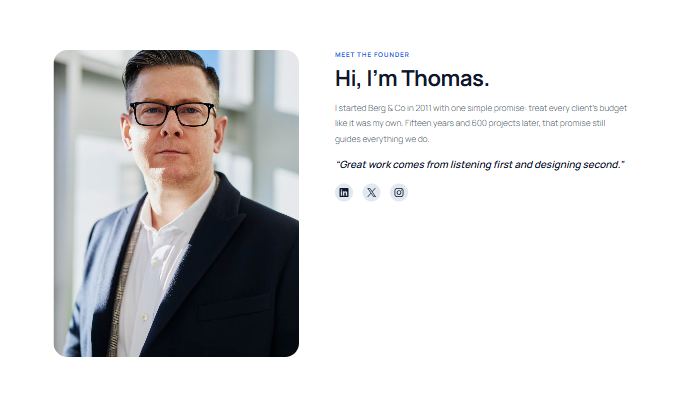 MEET THE FOUNDER
Hi, I'm Thomas.
I started Berg & Co in 2011 with one simple promise: treat every client's budget
like it was my own. Fifteen years and 600 projects later, that promise still
guides everything we do.
"Great work comes from listening first and designing second."